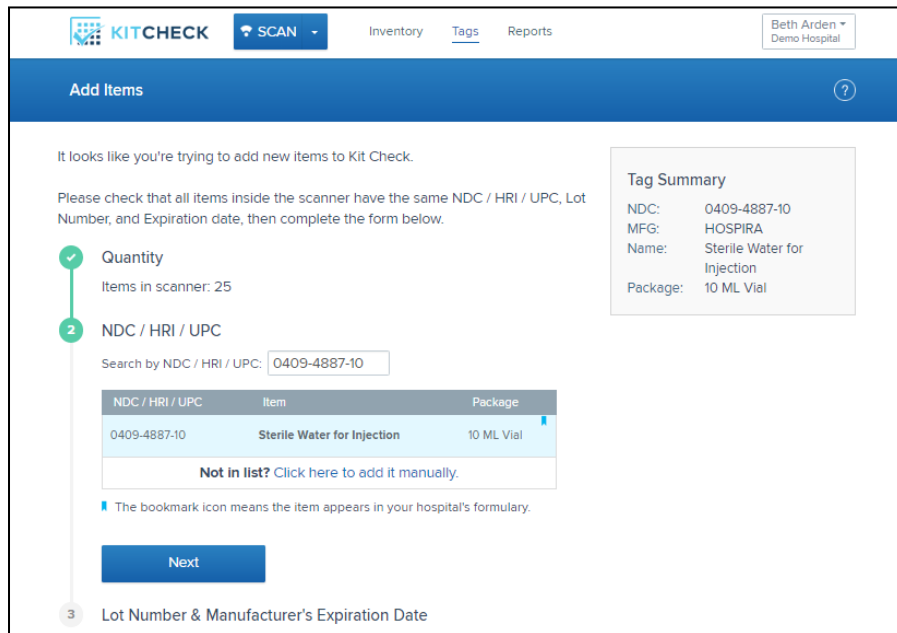 KITCHECK SCAN Inventory Tags Reports Beth Arden
Demo Hospital
Add Items ?
It looks like you're trying to add new items to Kit Check.
Please check that all items inside the scanner have the same NDC / HRI / UPC, Lot
Number, and Expiration date, then complete the form below.
Quantity
Items in scanner: 25
2 NDC / HRI / UPC
Search by NDC / HRI / UPC: 0409-4887-10
NDC / HRI / UPC Item Package
0409-4887-10 Sterile Water for Injection 10 ML Vial
Not in list? Click here to add it manually.
The bookmark icon means the item appears in your hospital's formulary.
Next
3 Lot Number & Manufacturer's Expiration Date
Tag Summary
NDC: 0409-4887-10
MFG: HOSPIRA
Name: Sterile Water for
Injection
Package: 10 ML Vial